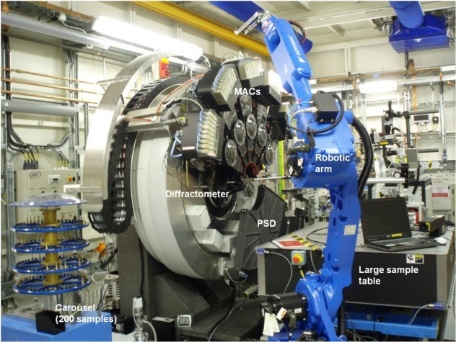 MACs
Robotic
arm
Diffractometer
PSD
Large sample
table
Carousel
(200 samples)